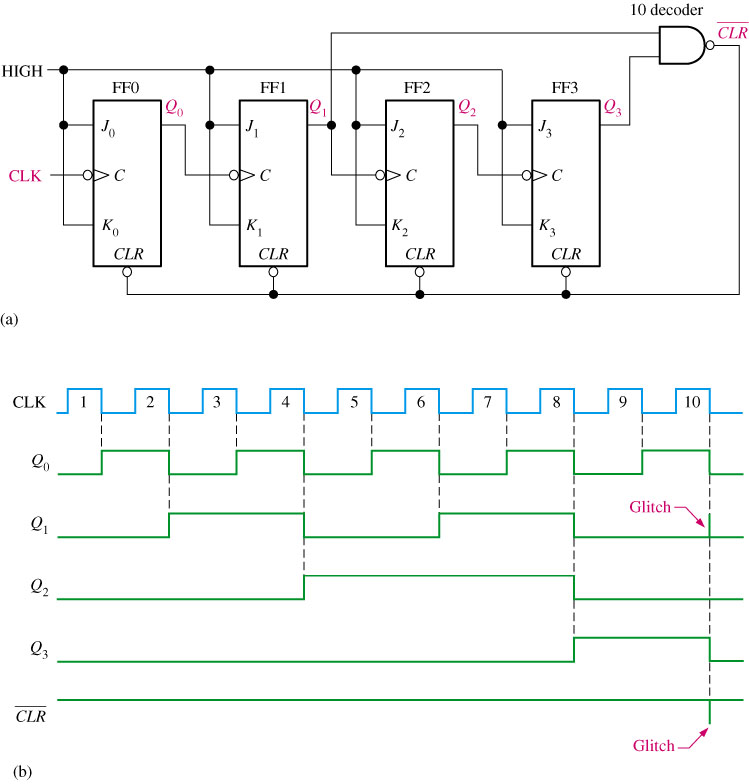 10 decoder
CLR
HIGH
FF0 FF1 FF2 FF3
Q0 Q1 Q2 Q3
J0 J1 J2 J3
CLK C C C C
K0 K1 K2 K3
CLR CLR CLR CLR
(a)
CLK 1 2 3 4 5 6 7 8 9 10
Q0
Glitch
Q1
Q2
Q3
CLR
Glitch
(b)